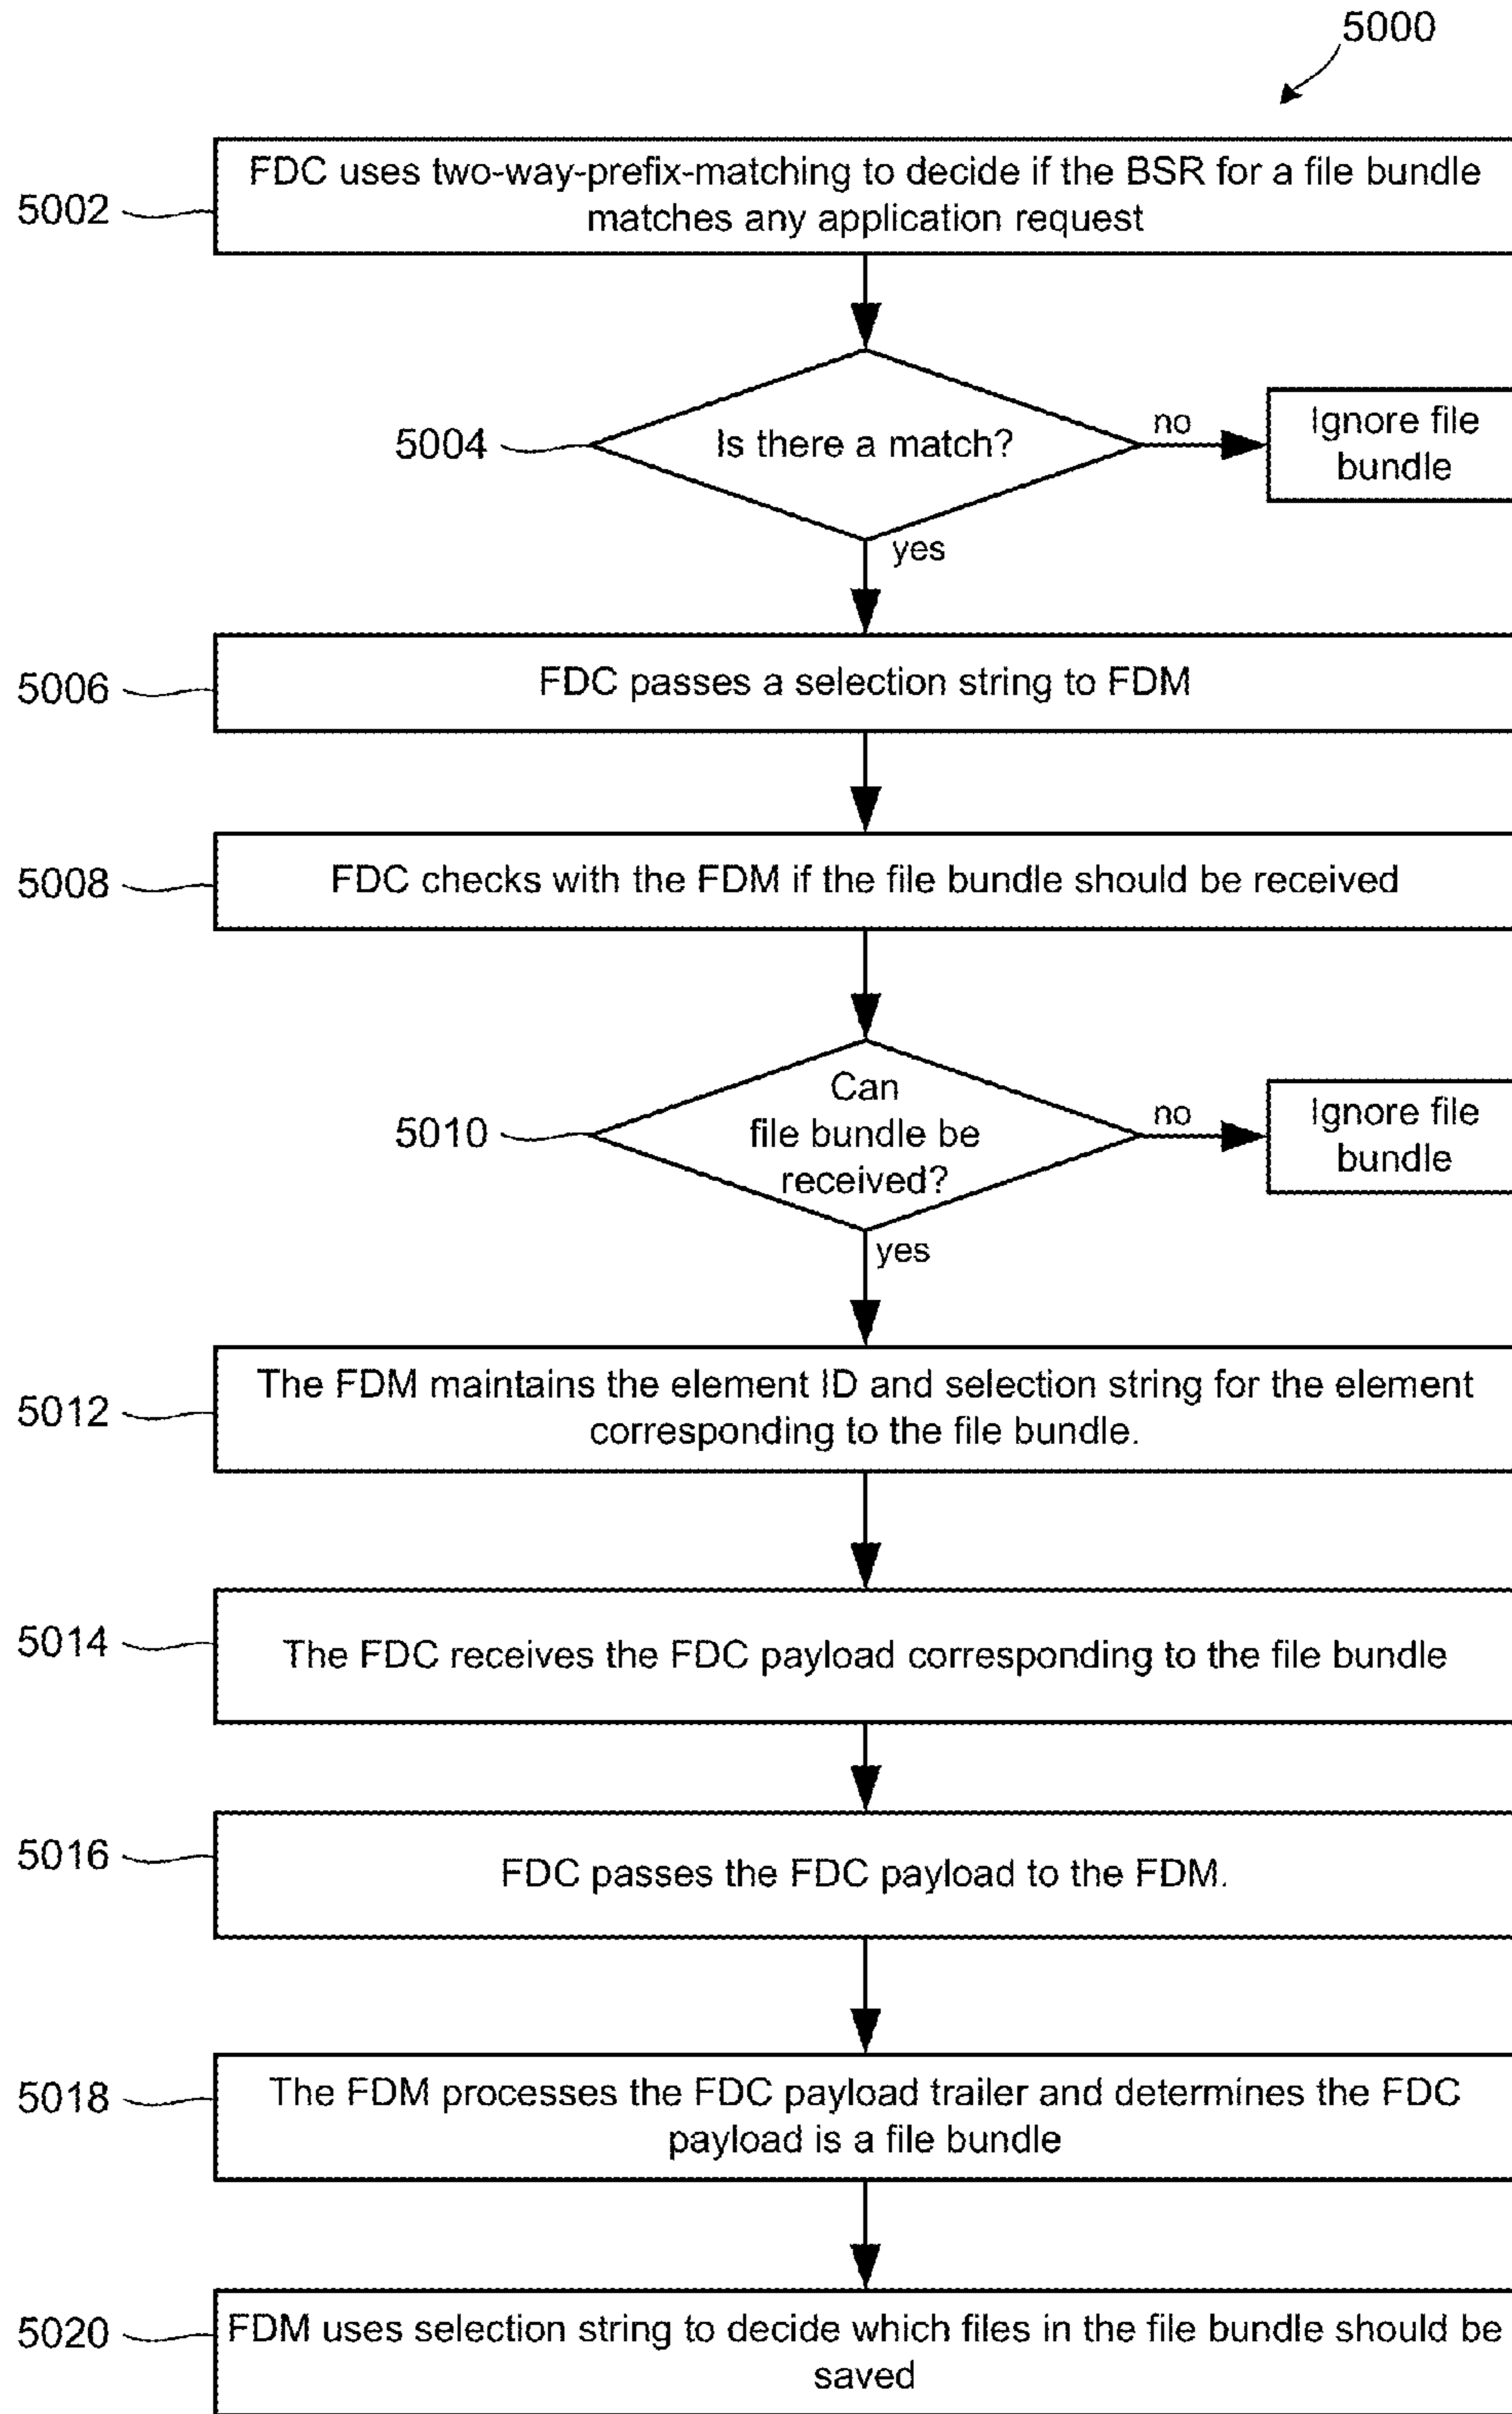 5000
FDC uses two-way-prefix-matching to decide if the BSR for a file bundle
matches any application request
5002
5004
Is there a match?
no
Ignore file
bundle
yes
5006
FDC passes a selection string to FDM
5008
FDC checks with the FDM if the file bundle should be received
5010
Can
file bundle be
received?
no
Ignore file
bundle
yes
5012
The FDM maintains the element ID and selection string for the element
corresponding to the file bundle.
5014
The FDC receives the FDC payload corresponding to the file bundle
5016
FDC passes the FDC payload to the FDM.
5018
The FDM processes the FDC payload trailer and determines the FDC
payload is a file bundle
5020
FDM uses selection string to decide which files in the file bundle should be
saved